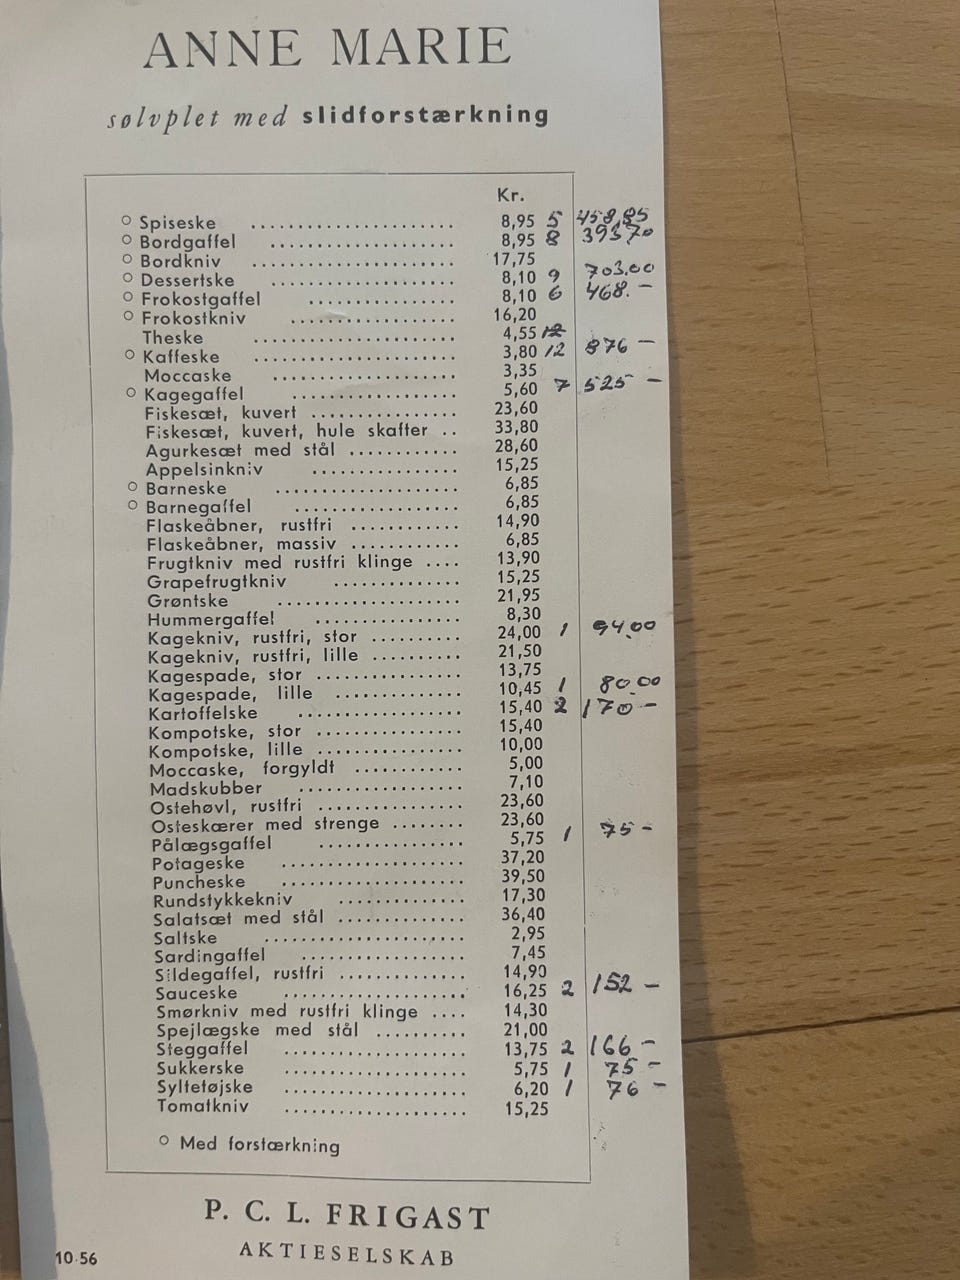 ANNE MARIE
sølvplet med slidforstærkning
Kr.
○ Spiseske ...................... 8,95 5 458,85
○ Bordgaffel ................... 8,95 8 39370
○ Bordkniv ..................... 17,75
○ Dessertske ................... 8,10 9 703.00
○ Frokostgaffel ............... 8,10 6 468.-
○ Frokostkniv ................. 16,20
Theske ..................... 4,55 12
○ Kaffeske ..................... 3,80 12 876 -
Moccaske ................... 3,35
○ Kagegaffel ................. 5,60 7 525 -
Fiskesæt, kuvert ............... 23,60
Fiskesæt, kuvert, hule skafter .. 33,80
Agurkesæt med stål ........... 28,60
Appelsinkniv ............... 15,25
○ Barneske ................... 6,85
○ Barnegaffel ................. 6,85
Flaskeåbner, rustfri ........... 14,90
Flaskeåbner, massiv ........... 6,85
Frugtkniv med rustfri klinge .... 13,90
Grapefrugtkniv ............. 15,25
Grøntske ................... 21,95
Hummergaffel ............... 8,30
Kagekniv, rustfri, stor .......... 24,00 1 94.00
Kagekniv, rustfri, lille .......... 21,50
Kagespade, stor ............... 13,75
Kagespade, lille ............. 10,45 1 80.00
Kartoffelske ................. 15,40 2 170 -
Kompotske, stor ............... 15,40
Kompotske, lille ............... 10,00
Moccaske, forgyldt ........... 5,00
Madskubber ................. 7,10
Ostehøvl, rustfri ............... 23,60
Osteskærer med strenge ........ 23,60
Pålægsgaffel ............... 5,75 1 75 -
Potageske ................... 37,20
Puncheske ................... 39,50
Rundstykkekniv ............. 17,30
Salatsæt med stål ............. 36,40
Saltske ..................... 2,95
Sardingaffel ................. 7,45
Sildegaffel, rustfri ............. 14,90
Sauceske ................... 16,25 2 152 -
Smørkniv med rustfri klinge .... 14,30
Spejlægske med stål .......... 21,00
Steggaffel ................... 13,75 2 166 -
Sukkerske ................... 5,75 1 75 -
Syltetøjske ................... 6,20 1 76 -
Tomatkniv ................... 15,25
○ Med forstærkning
P. C. L. FRIGAST
AKTIESELSKAB
10·56